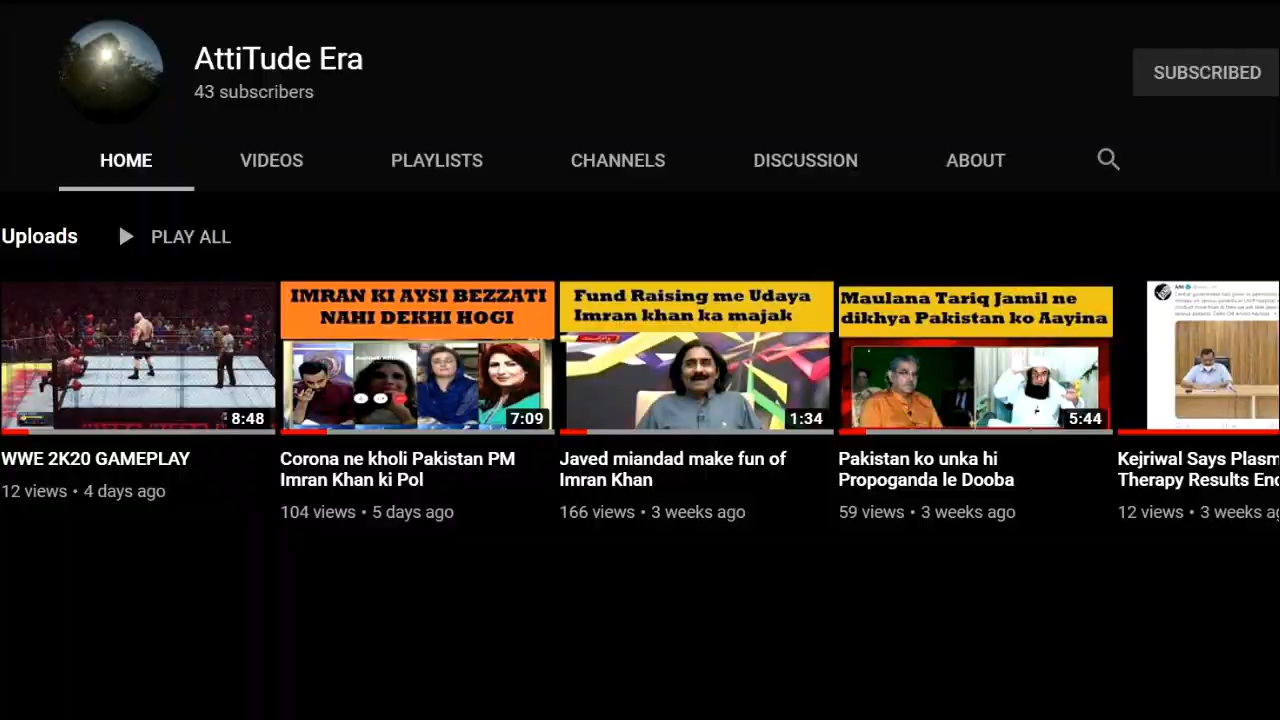 AttiTude Era
43 subscribers
SUBSCRIBED
HOME
VIDEOS
PLAYLISTS
CHANNELS
DISCUSSION
ABOUT
Uploads
PLAY ALL
IMRAN KI AYSI BEZZATI
NAHI DEKHI HOGI
Fund Raising me Udaya
Imran khan ka majak
Maulana Tariq Jamil ne
dikhya Pakistan ko Aayina
8:48
7:09
1:34
5:44
WWE 2K20 GAMEPLAY
12 views • 4 days ago
Corona ne kholi Pakistan PM
Imran Khan ki Pol
104 views • 5 days ago
Javed miandad make fun of
Imran Khan
166 views • 3 weeks ago
Pakistan ko unka hi
Propoganda le Dooba
59 views • 3 weeks ago
Kejriwal Says Plasm
Therapy Results Enc
12 views • 3 weeks ag